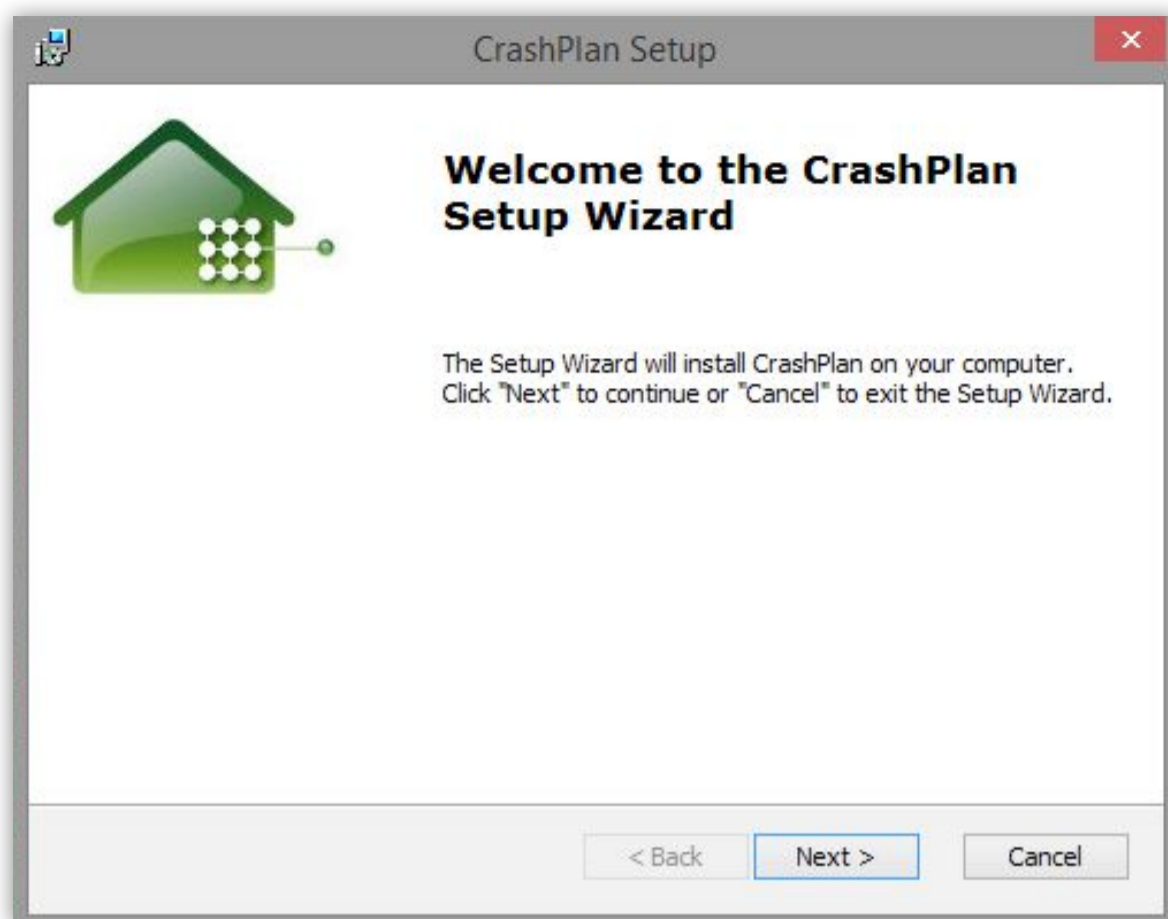 CrashPlan Setup
Welcome to the CrashPlan
Setup Wizard
The Setup Wizard will install CrashPlan on your computer.
Click "Next" to continue or "Cancel" to exit the Setup Wizard.
< Back Next > Cancel